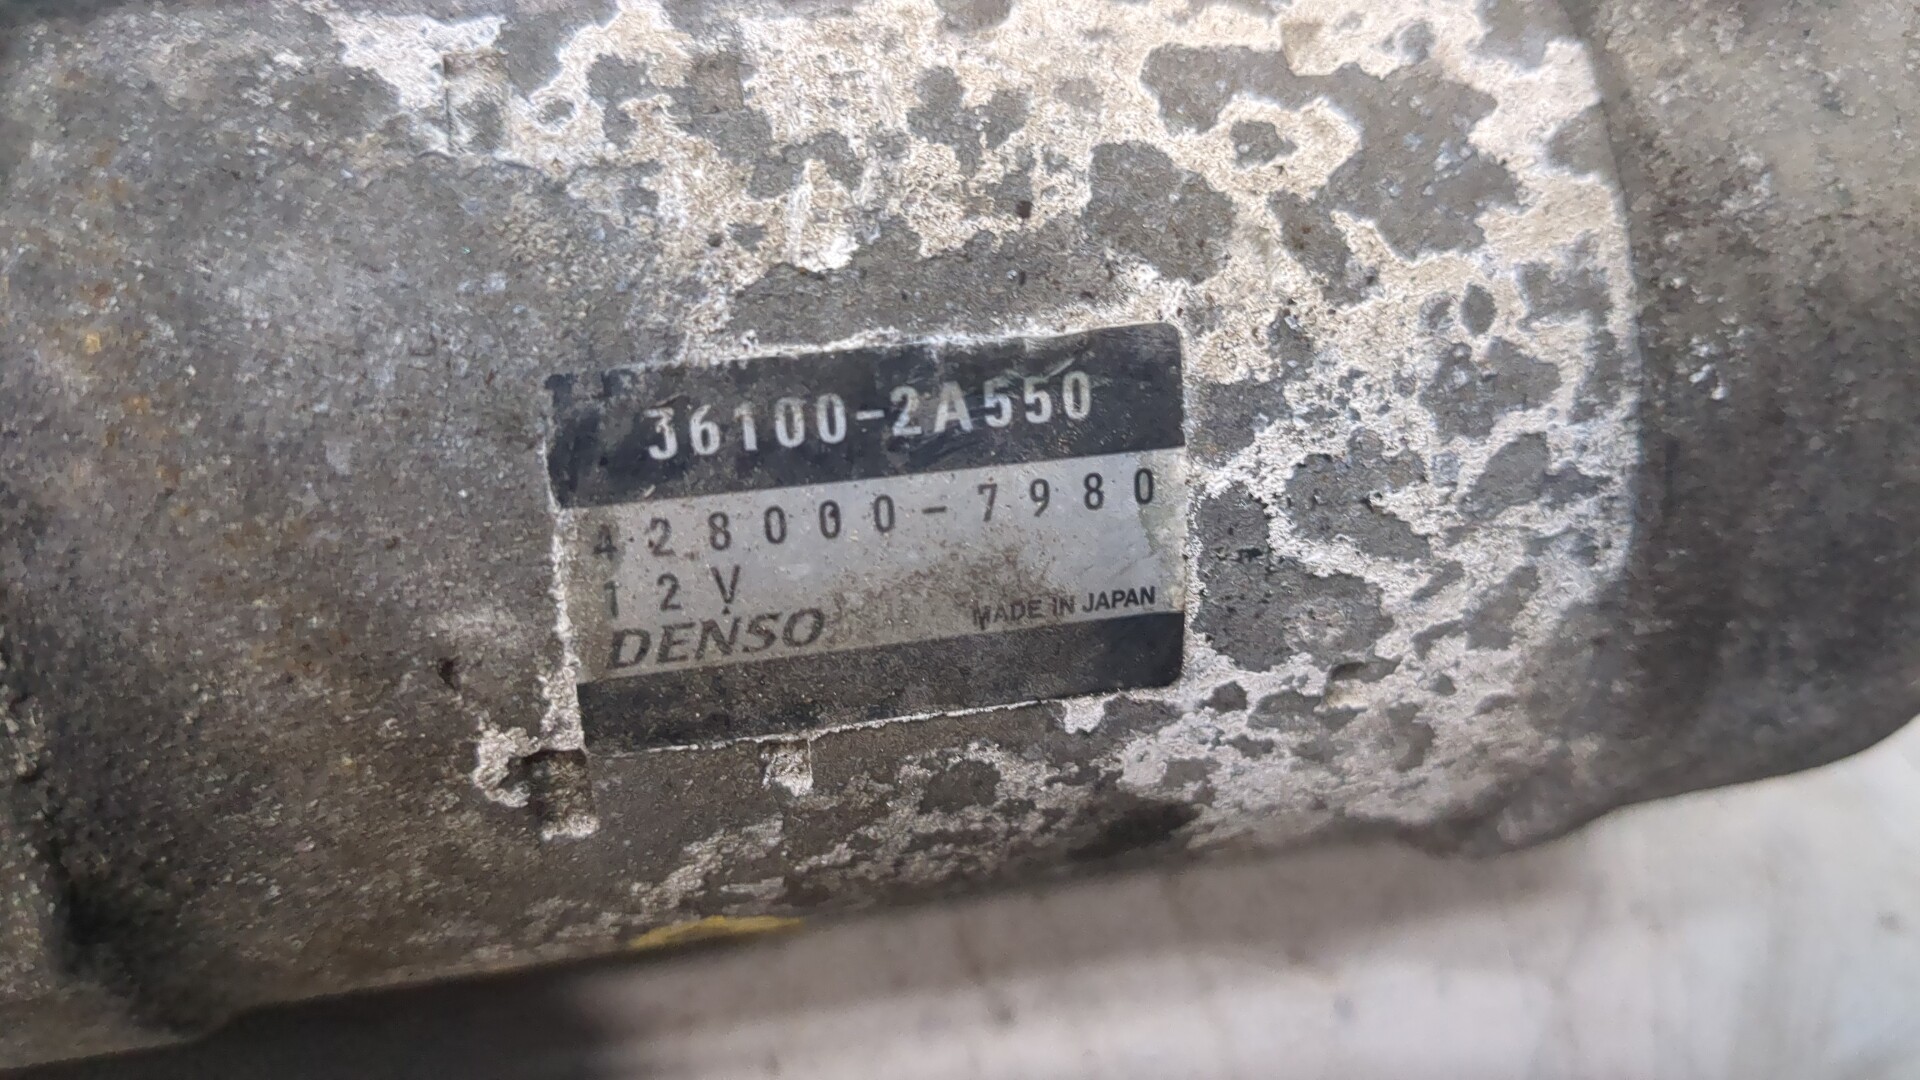 36100-2A550
428000-7980
12V
DENSO
MADE IN JAPAN